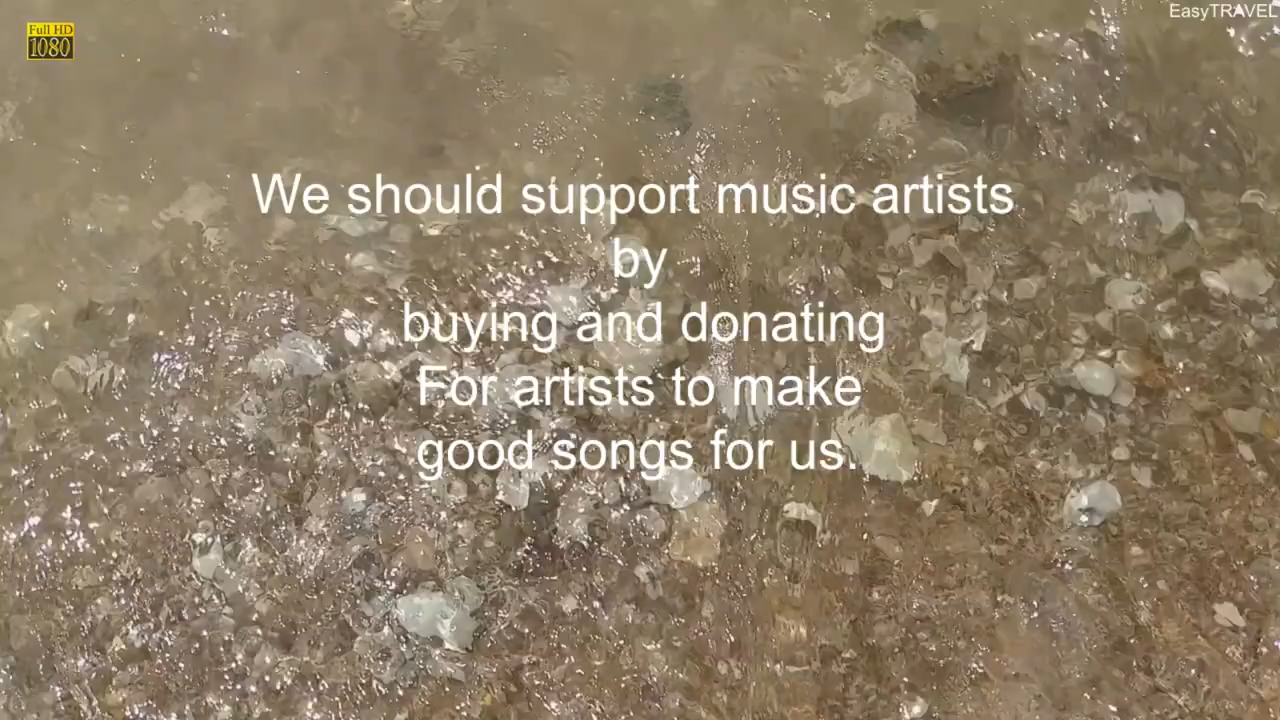 EasyTRAVEL
Full HD
1080
We should support music artists
by
buying and donating
For artists to make
good songs for us.